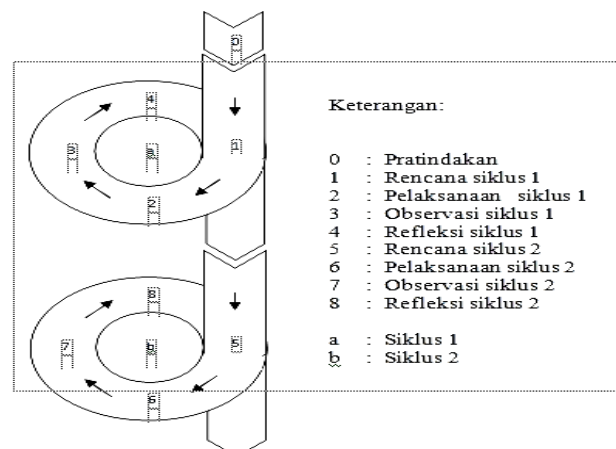 0
4
1
3
a
2
8
5
7
b
6
Keterangan:
0 : Pratindakan
1 : Rencana siklus 1
2 : Pelaksanaan siklus 1
3 : Observasi siklus 1
4 : Refleksi siklus 1
5 : Rencana siklus 2
6 : Pelaksanaan siklus 2
7 : Observasi siklus 2
8 : Refleksi siklus 2
a : Siklus 1
b : Siklus 2